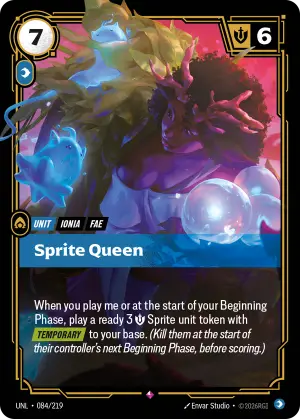 7
6
UNIT IONIA FAE
Sprite Queen
When you play me or at the start of your Beginning
Phase, play a ready 3 Sprite unit token with
TEMPORARY to your base. (Kill them at the start
of their controller's next Beginning Phase, before scoring.)
UNL • 084/219
Envar Studio • ©2026RGI